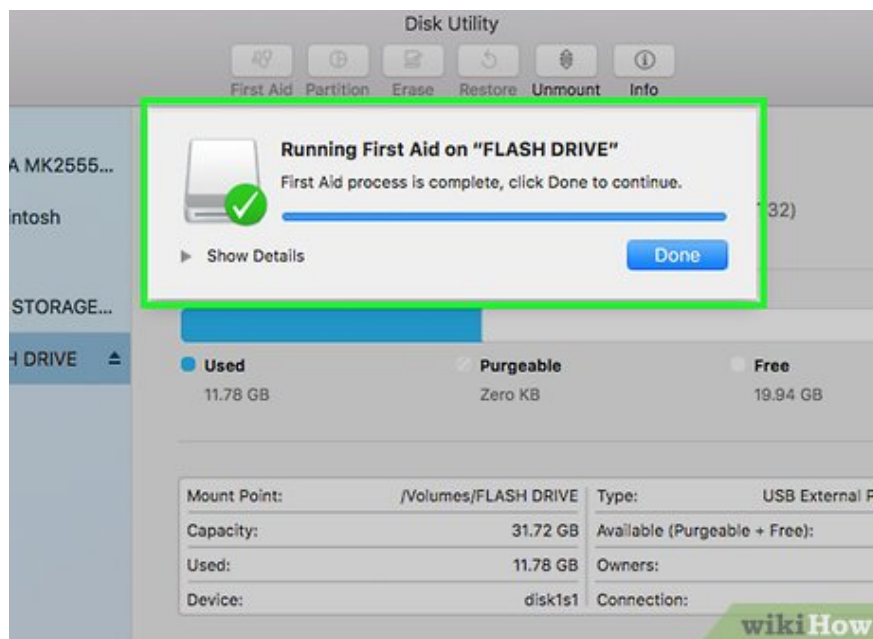 Disk Utility
First Aid Partition Erase Restore Unmount Info
Running First Aid on “FLASH DRIVE”
First Aid process is complete, click Done to continue.
Show Details Done
A MK2555...
intosh
STORAGE...
H DRIVE
32)
Used Purgeable Free
11.78 GB Zero KB 19.94 GB
Mount Point: /Volumes/FLASH DRIVE Type: USB External P
Capacity: 31.72 GB Available (Purgeable + Free):
Used: 11.78 GB Owners:
Device: disk1s1 Connection:
wikiHow